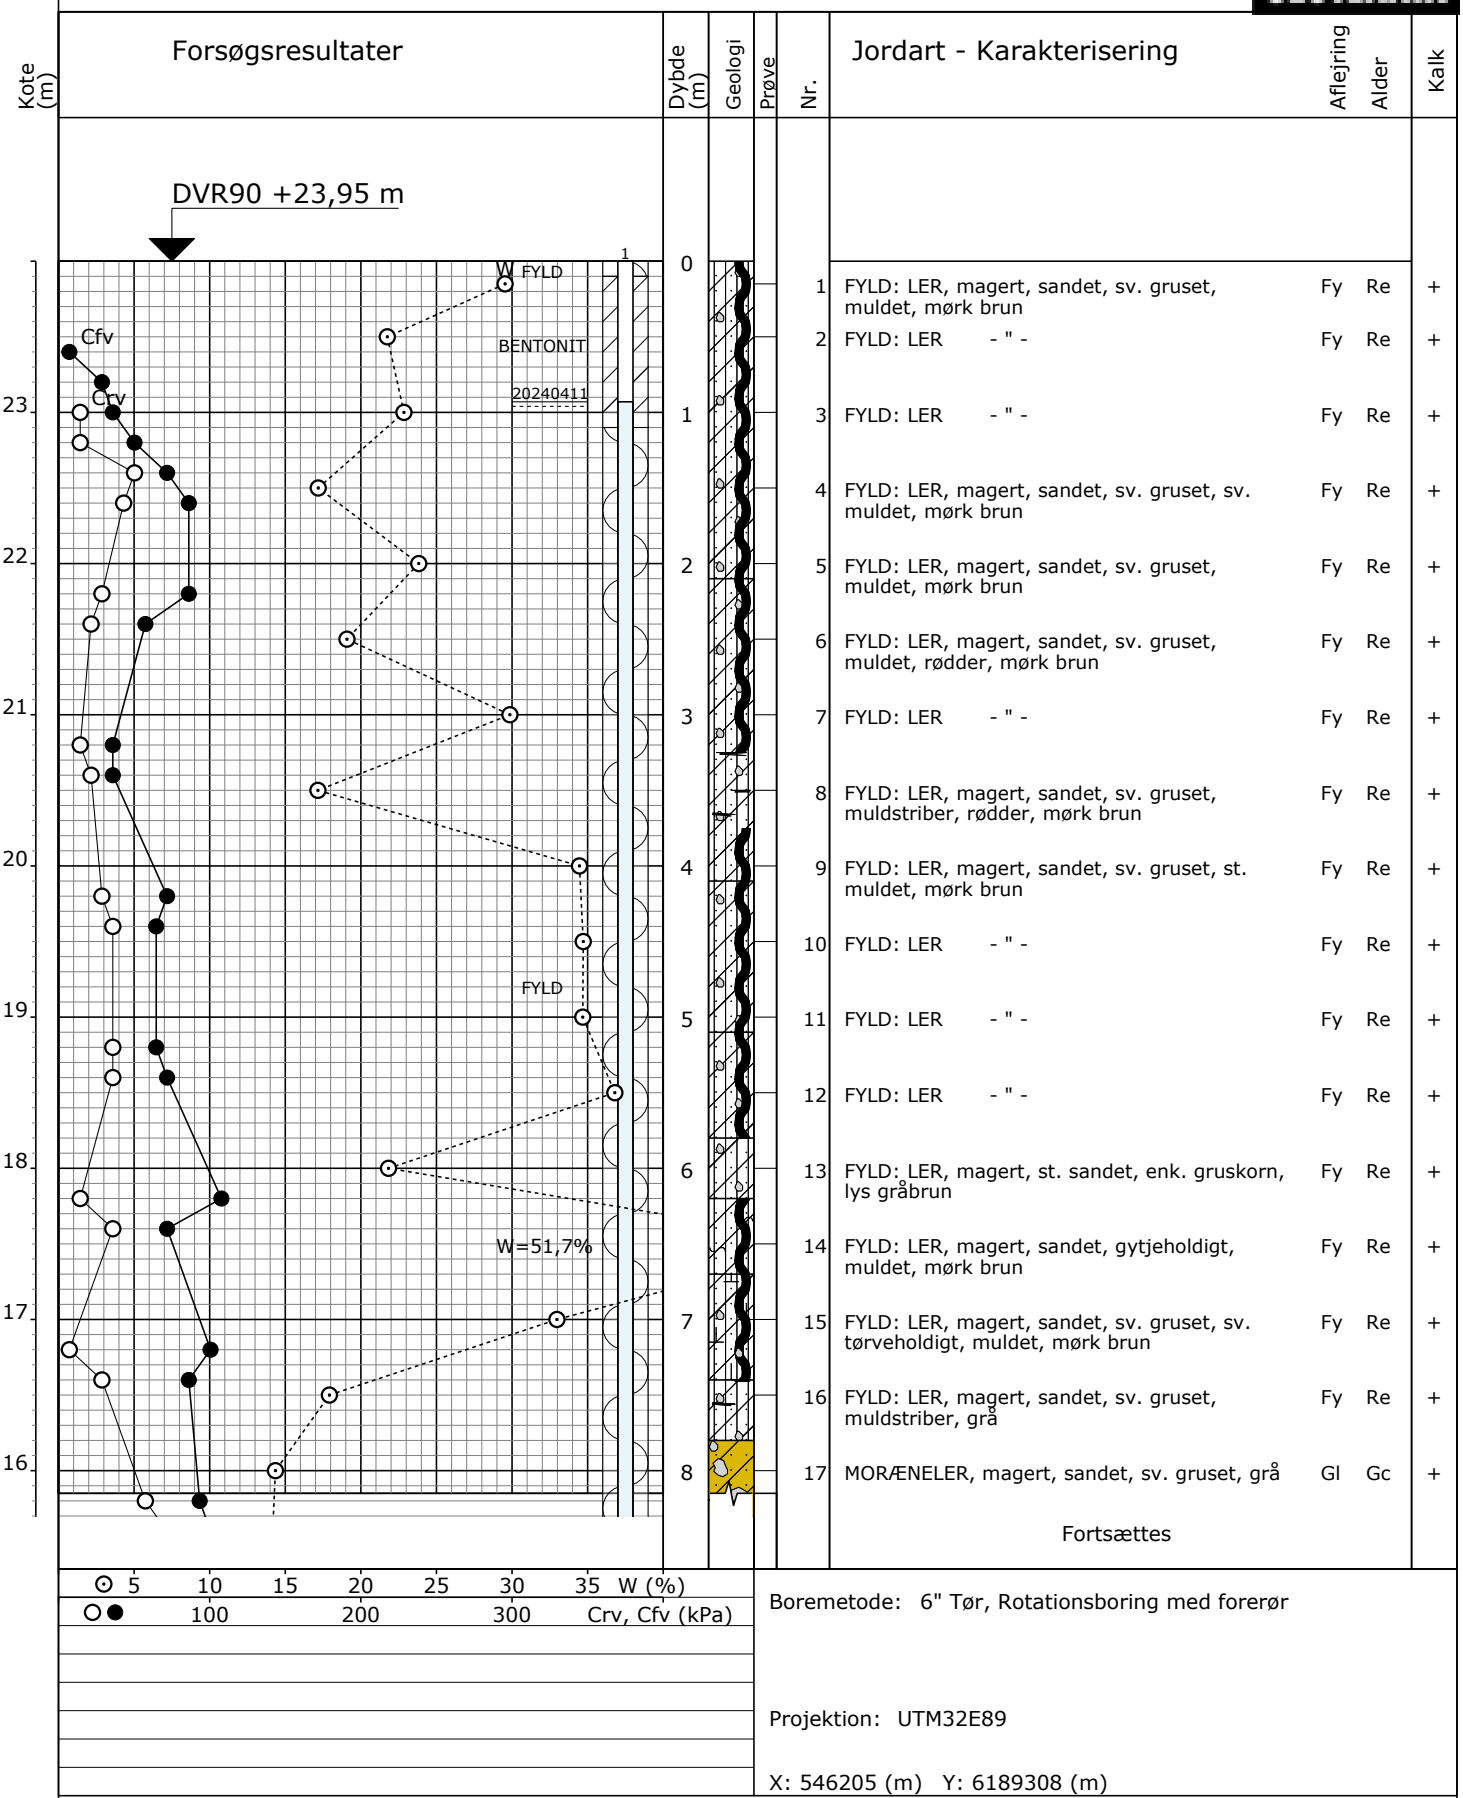 Kote (m)
Forsøgsresultater
Dybde (m)
Geologi
Prøve
Nr.
Jordart - Karakterisering
Aflejring
Alder
Kalk
DVR90 +23,95 m
1
W FYLD
0
Cfv
BENTONIT
20240411
Crv
23
1
22
2
21
3
20
4
FYLD
19
5
18
6
W=51,7%
17
7
16
8
1 FYLD: LER, magert, sandet, sv. gruset, Fy Re +
muldet, mørk brun
2 FYLD: LER - " - Fy Re +
3 FYLD: LER - " - Fy Re +
4 FYLD: LER, magert, sandet, sv. gruset, sv. Fy Re +
muldet, mørk brun
5 FYLD: LER, magert, sandet, sv. gruset, Fy Re +
muldet, mørk brun
6 FYLD: LER, magert, sandet, sv. gruset, Fy Re +
muldet, rødder, mørk brun
7 FYLD: LER - " - Fy Re +
8 FYLD: LER, magert, sandet, sv. gruset, Fy Re +
muldstriber, rødder, mørk brun
9 FYLD: LER, magert, sandet, sv. gruset, st. Fy Re +
muldet, mørk brun
10 FYLD: LER - " - Fy Re +
11 FYLD: LER - " - Fy Re +
12 FYLD: LER - " - Fy Re +
13 FYLD: LER, magert, st. sandet, enk. gruskorn, Fy Re +
lys gråbrun
14 FYLD: LER, magert, sandet, gytjeholdigt, Fy Re +
muldet, mørk brun
15 FYLD: LER, magert, sandet, sv. gruset, sv. Fy Re +
tørveholdigt, muldet, mørk brun
16 FYLD: LER, magert, sandet, sv. gruset, Fy Re +
muldstriber, grå
17 MORÆNELER, magert, sandet, sv. gruset, grå Gl Gc +
Fortsættes
5 10 15 20 25 30 35 W (%)
100 200 300 Crv, Cfv (kPa)
Boremetode: 6" Tør, Rotationsboring med forerør
Projektion: UTM32E89
X: 546205 (m) Y: 6189308 (m)